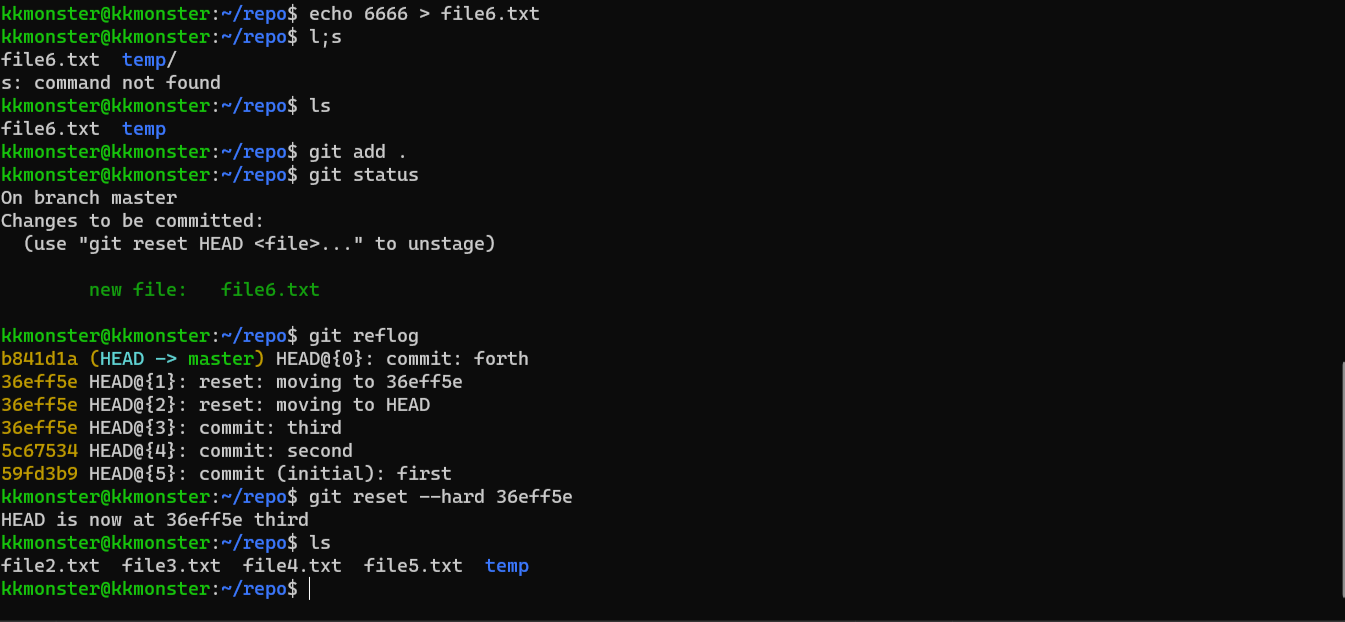 kkmonster@kkmonster:~/repo$ echo 6666 > file6.txt
kkmonster@kkmonster:~/repo$ l;s
file6.txt  temp/
s: command not found
kkmonster@kkmonster:~/repo$ ls
file6.txt  temp
kkmonster@kkmonster:~/repo$ git add .
kkmonster@kkmonster:~/repo$ git status
On branch master
Changes to be committed:
  (use "git reset HEAD <file>..." to unstage)
        new file:   file6.txt
kkmonster@kkmonster:~/repo$ git reflog
b841d1a (HEAD -> master) HEAD@{0}: commit: forth
36eff5e HEAD@{1}: reset: moving to 36eff5e
36eff5e HEAD@{2}: reset: moving to HEAD
36eff5e HEAD@{3}: commit: third
5c67534 HEAD@{4}: commit: second
59fd3b9 HEAD@{5}: commit (initial): first
kkmonster@kkmonster:~/repo$ git reset --hard 36eff5e
HEAD is now at 36eff5e third
kkmonster@kkmonster:~/repo$ ls
file2.txt  file3.txt  file4.txt  file5.txt  temp
kkmonster@kkmonster:~/repo$